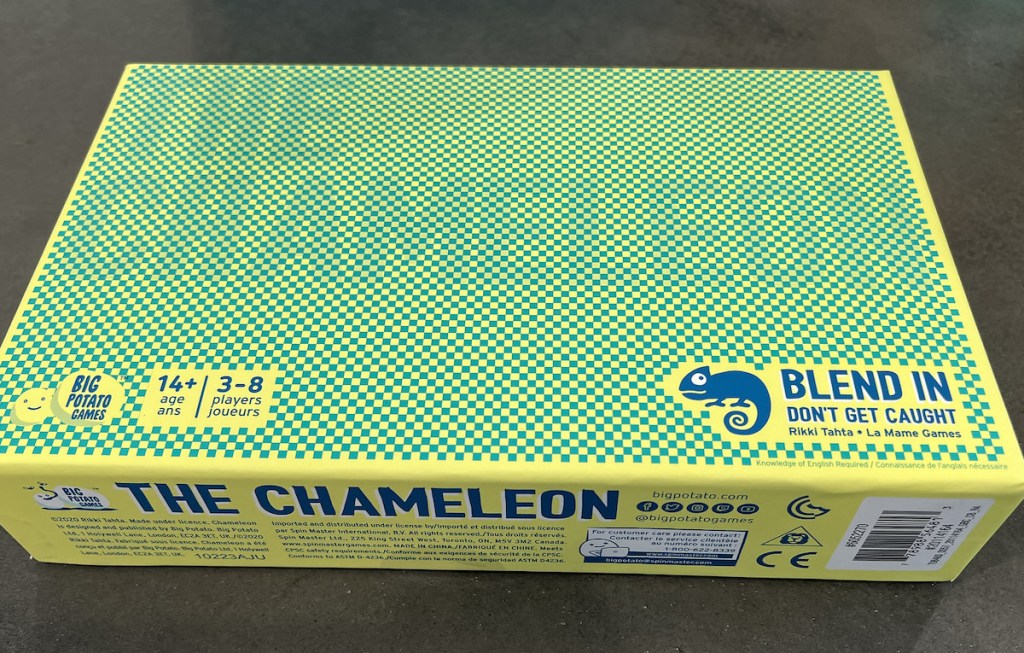 BIG
POTATO
GAMES
14+
age
ans
3-8
players
joueurs
BLEND IN
DON'T GET CAUGHT
Rikki Tahta • La Mame Games
Knowledge of English Required / Connaissance de l'anglais nécessaire
BIG
POTATO
GAMES
THE CHAMELEON
bigpotato.com
@bigpotatogames
©2020 Rikki Tahta. Made under licence. Chameleon
is designed and published by Big Potato. Big Potato
Ltd., 1 Holywell Lane, London, EC2A 3ET, UK./©2020
Rikki Tahta. Fabriqué sous licence. Chameleon a été
conçu et publié par Big Potato. Big Potato Ltd., 1 Holywell
Lane, London, EC2A 3ET, UK.
10223AJ0
Imported and distributed under license by/Importé et distribué sous licence
par Spin Master International, B.V. All rights reserved./Tous droits réservés.
Spin Master Ltd., 225 King Street West, Toronto, ON, M5V 3M2 Canada.
www.spinmastergames.com. MADE IN CHINA./FABRIQUÉ EN CHINE. Meets
CPSC safety requirements./Conforme aux exigences de sécurité de la CPSC.
Conforms to ASTM D-4236./Cumple con la norma de seguridad ASTM D4236.
For customer care please contact:
Contacter le service clientèle
au numéro suivant :
1-800-622-8339
www.spinmaster.com
bigpotato@spinmaster.com
CE